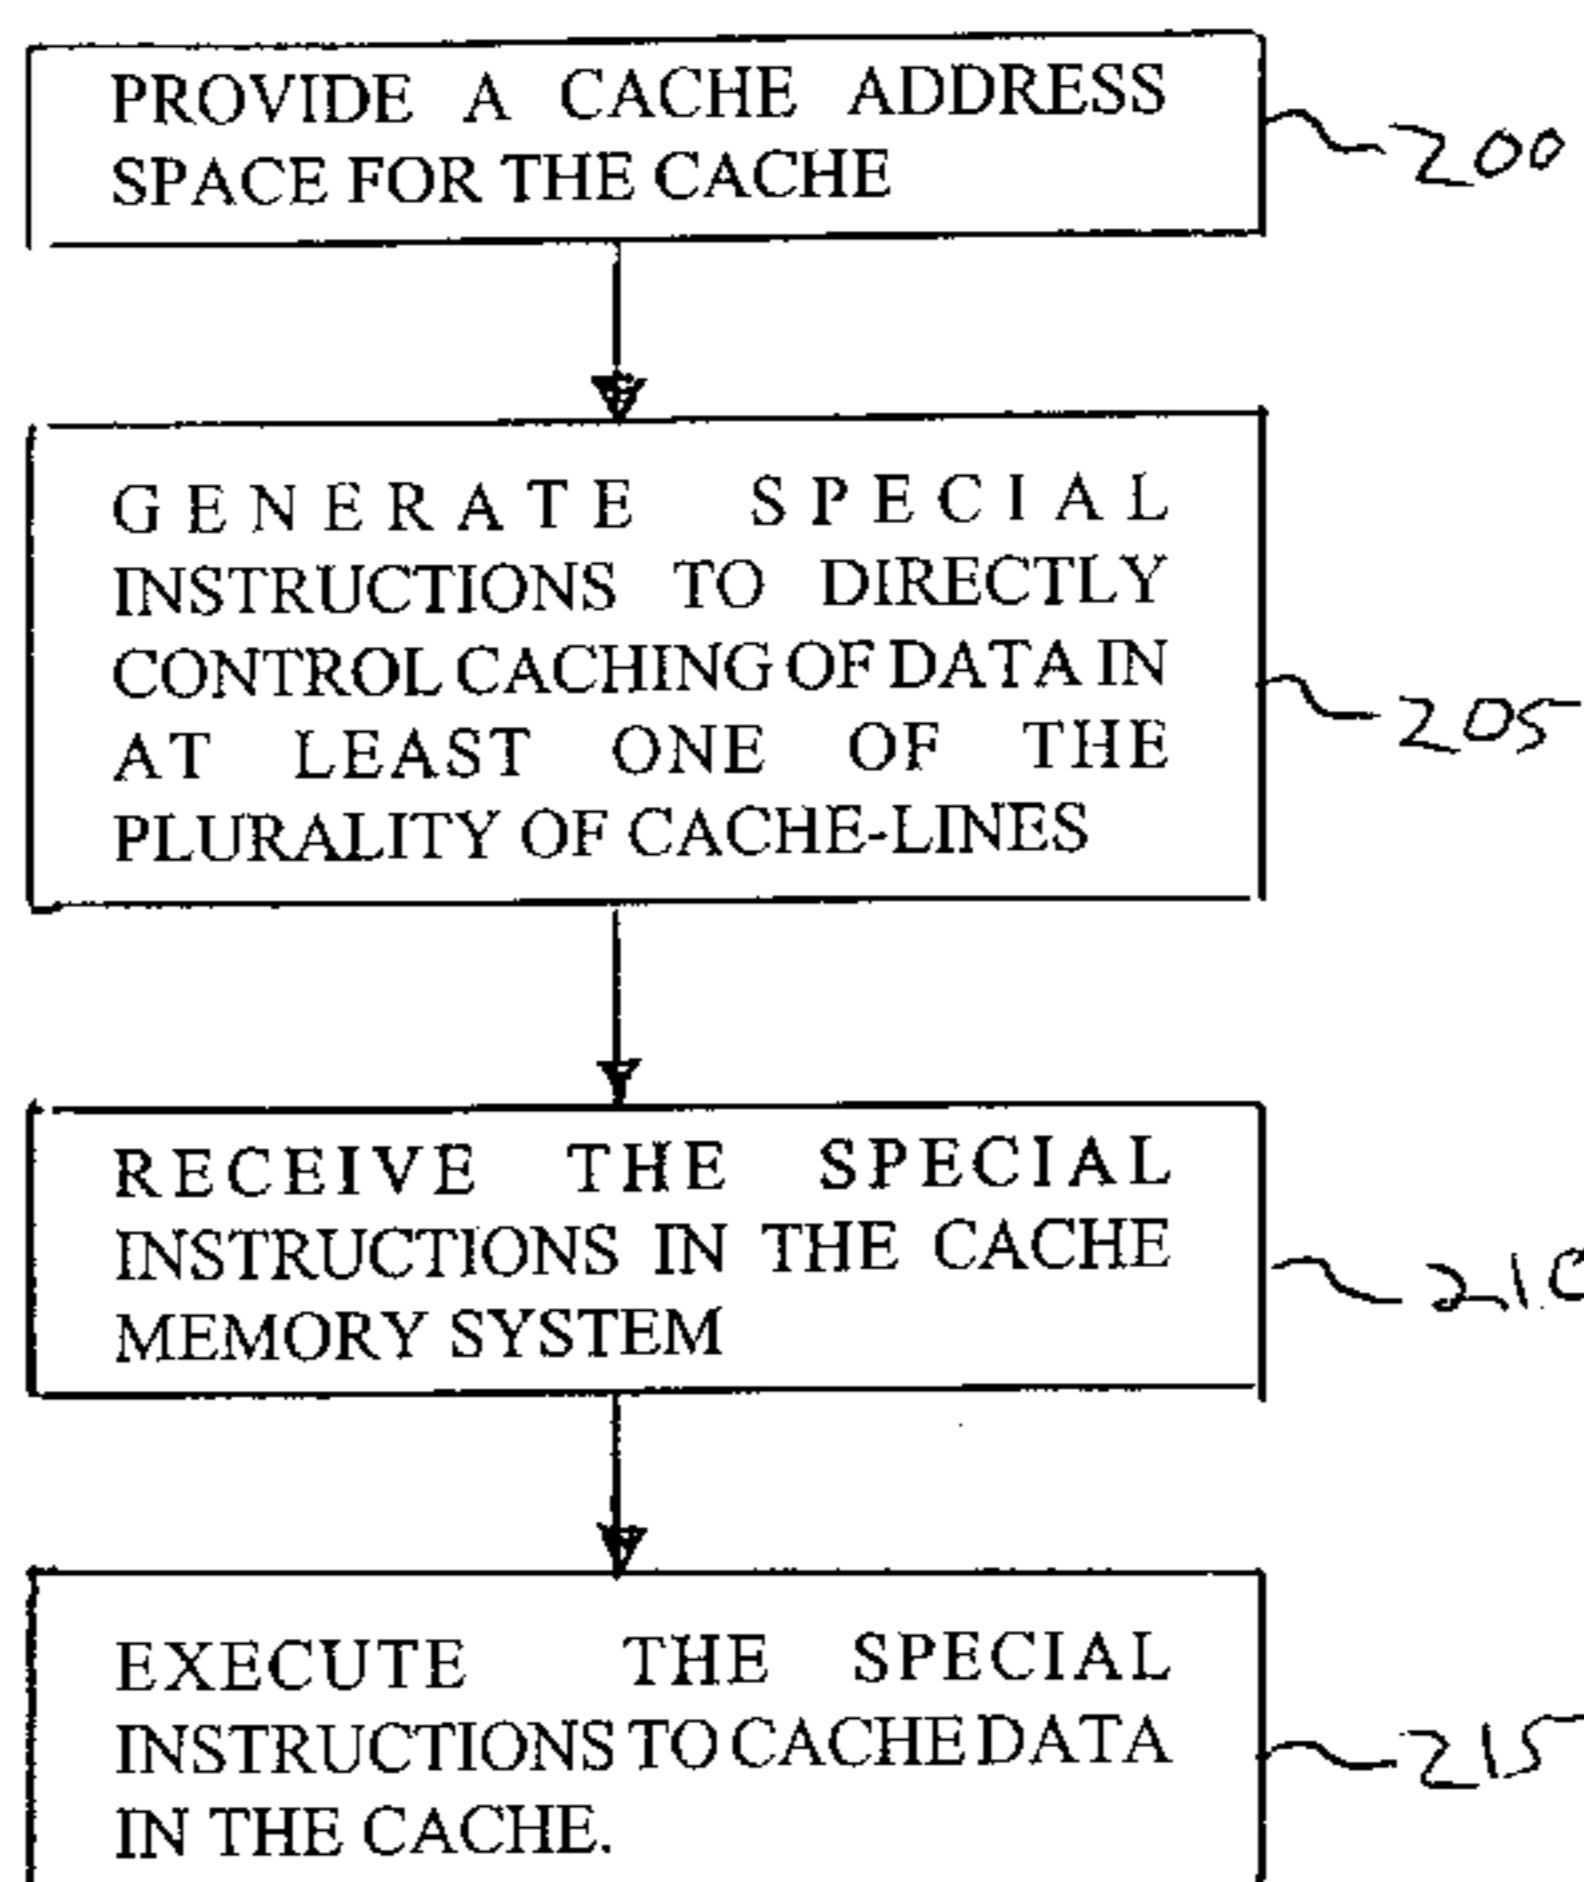 PROVIDE A CACHE ADDRESS
SPACE FOR THE CACHE
200
GENERATE SPECIAL
INSTRUCTIONS TO DIRECTLY
CONTROL CACHING OF DATA IN
AT LEAST ONE OF THE
PLURALITY OF CACHE-LINES
205
RECEIVE THE SPECIAL
INSTRUCTIONS IN THE CACHE
MEMORY SYSTEM
210
EXECUTE THE SPECIAL
INSTRUCTIONS TO CACHE DATA
IN THE CACHE.
215